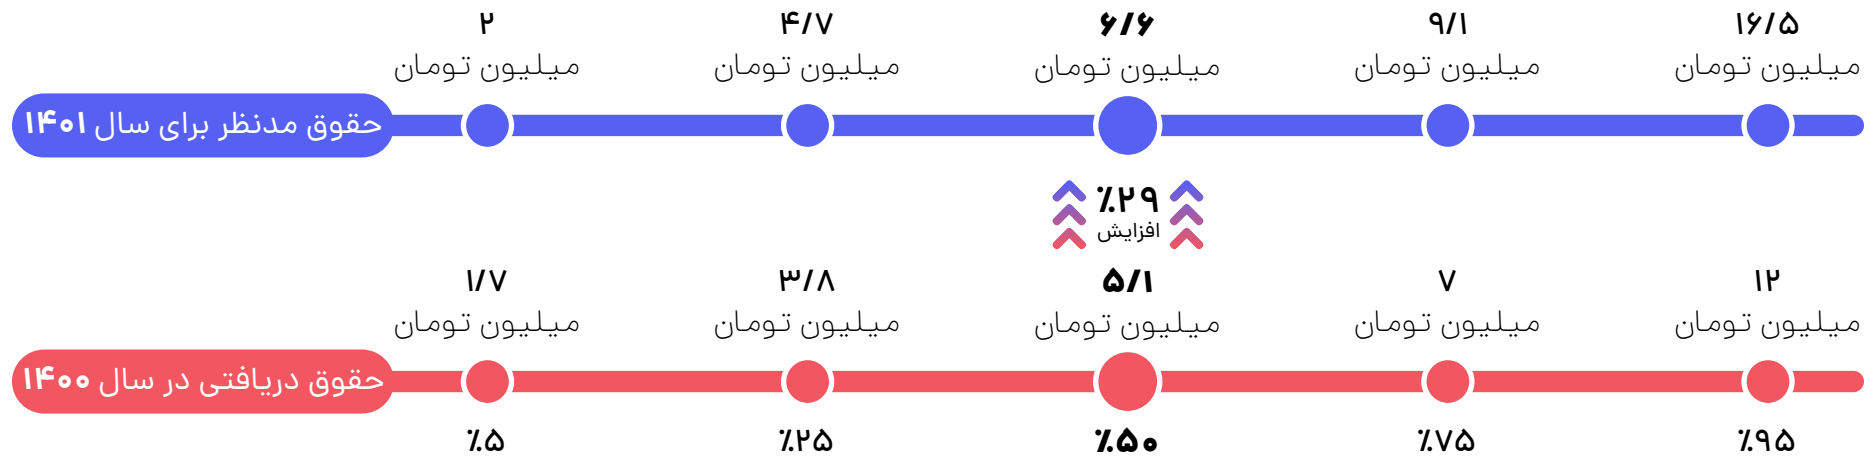 ۲
۴/۷
۶/۶
۹/۱
۱۶/۵
میلیون تومان
میلیون تومان
میلیون تومان
میلیون تومان
میلیون تومان
حقوق مدنظر برای سال ۱۴۰۱
٪۲۹
افزایش
۱/۷
۳/۸
۵/۱
۷
۱۲
میلیون تومان
میلیون تومان
میلیون تومان
میلیون تومان
میلیون تومان
حقوق دریافتی در سال ۱۴۰۰
٪۵
٪۲۵
٪۵۰
٪۷۵
٪۹۵